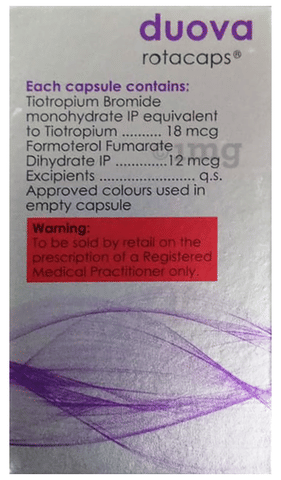 duova
rotacaps®
Each capsule contains:
Tiotropium Bromide
monohydrate IP equivalent
to Tiotropium .......... 18 mcg
Formoterol Fumarate
Dihydrate IP .............12 mcg
Excipients ........................ q.s.
Approved colours used in
empty capsule
Warning:
To be sold by retail on the
prescription of a Registered
Medical Practitioner only.